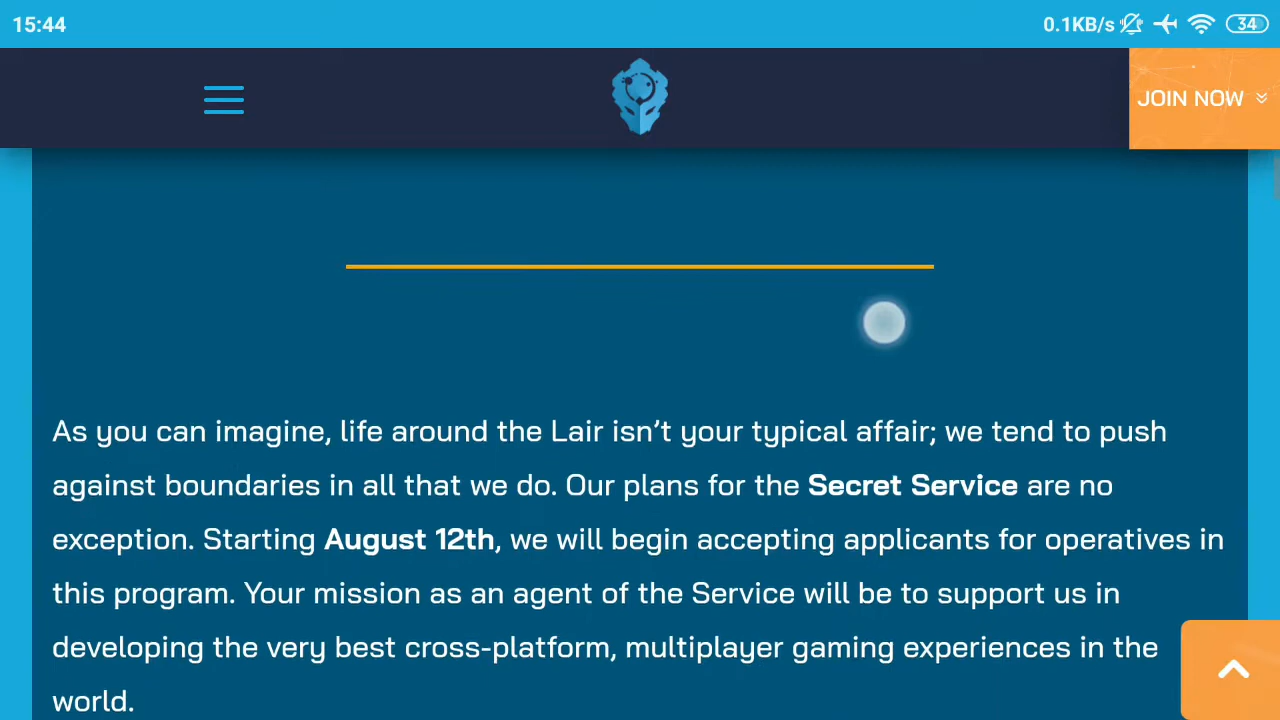 15:44
0.1KB/s
34
JOIN NOW
As you can imagine, life around the Lair isn’t your typical affair; we tend to push
against boundaries in all that we do. Our plans for the Secret Service are no
exception. Starting August 12th, we will begin accepting applicants for operatives in
this program. Your mission as an agent of the Service will be to support us in
developing the very best cross-platform, multiplayer gaming experiences in the
world.